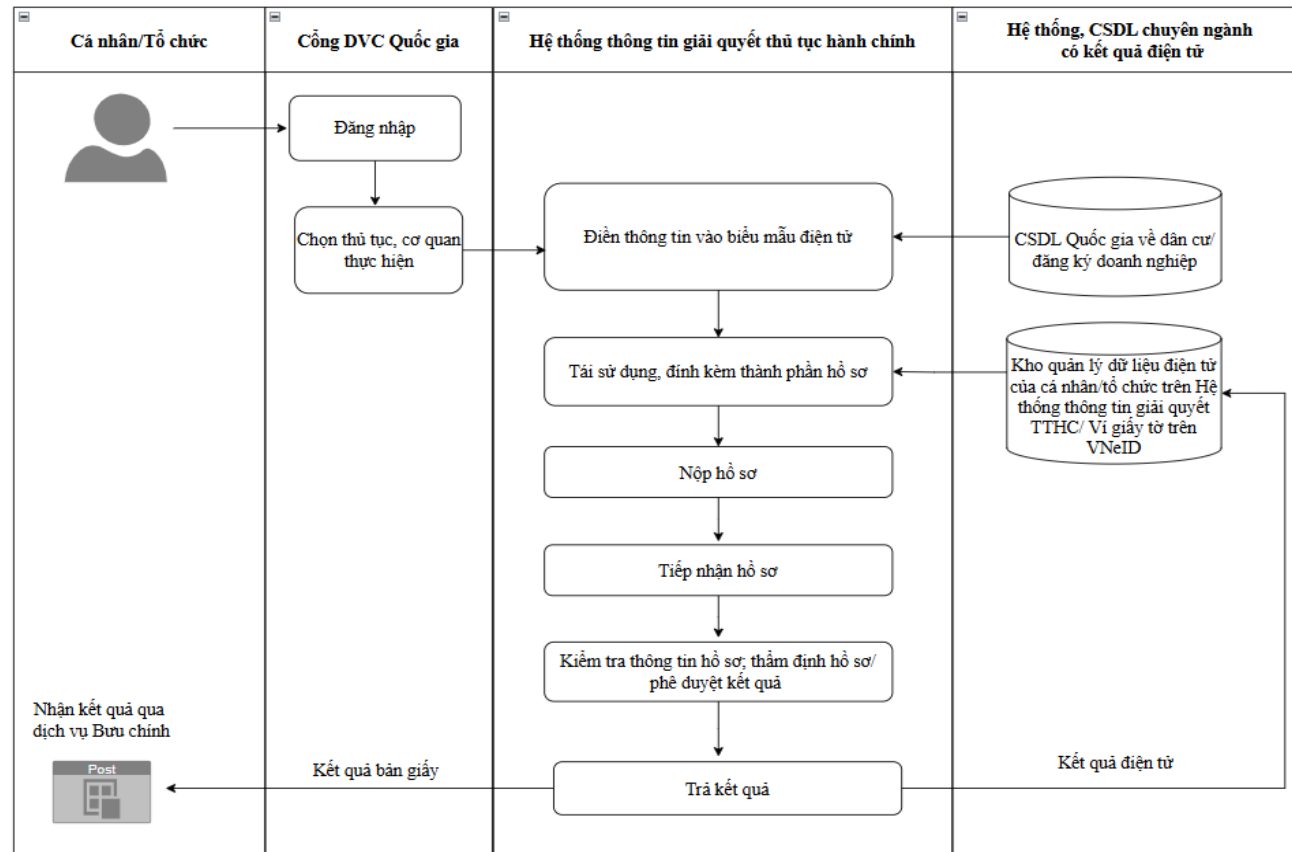 Cá nhân/Tổ chức
Cổng DVC Quốc gia
Hệ thống thông tin giải quyết thủ tục hành chính
Hệ thống, CSDL chuyên ngành
có kết quả điện tử
Đăng nhập
Chọn thủ tục, cơ quan
thực hiện
Điền thông tin vào biểu mẫu điện tử
CSDL Quốc gia về dân cư/
đăng ký doanh nghiệp
Tái sử dụng, đính kèm thành phần hồ sơ
Kho quản lý dữ liệu điện tử
của cá nhân/tổ chức trên Hệ
thống thông tin giải quyết
TTHC/ Ví giấy tờ trên
VNeID
Nộp hồ sơ
Tiếp nhận hồ sơ
Kiểm tra thông tin hồ sơ; thẩm định hồ sơ/
phê duyệt kết quả
Nhận kết quả qua
dịch vụ Bưu chính
Post
Kết quả bản giấy
Trả kết quả
Kết quả điện tử